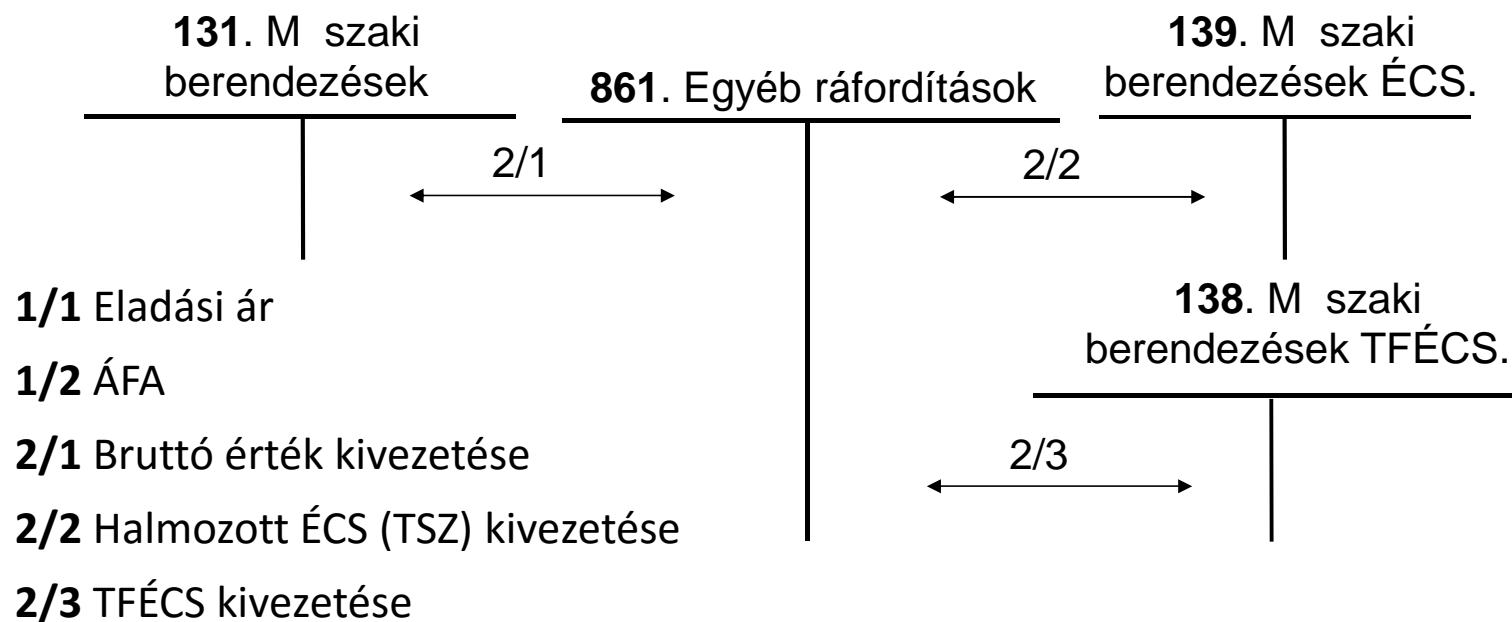 131. M szaki
berendezések
861. Egyéb ráfordítások
139. M szaki
berendezések ÉCS.
2/1
2/2
138. M szaki
berendezések TFÉCS.
2/3
1/1 Eladási ár
1/2 ÁFA
2/1 Bruttó érték kivezetése
2/2 Halmozott ÉCS (TSZ) kivezetése
2/3 TFÉCS kivezetése